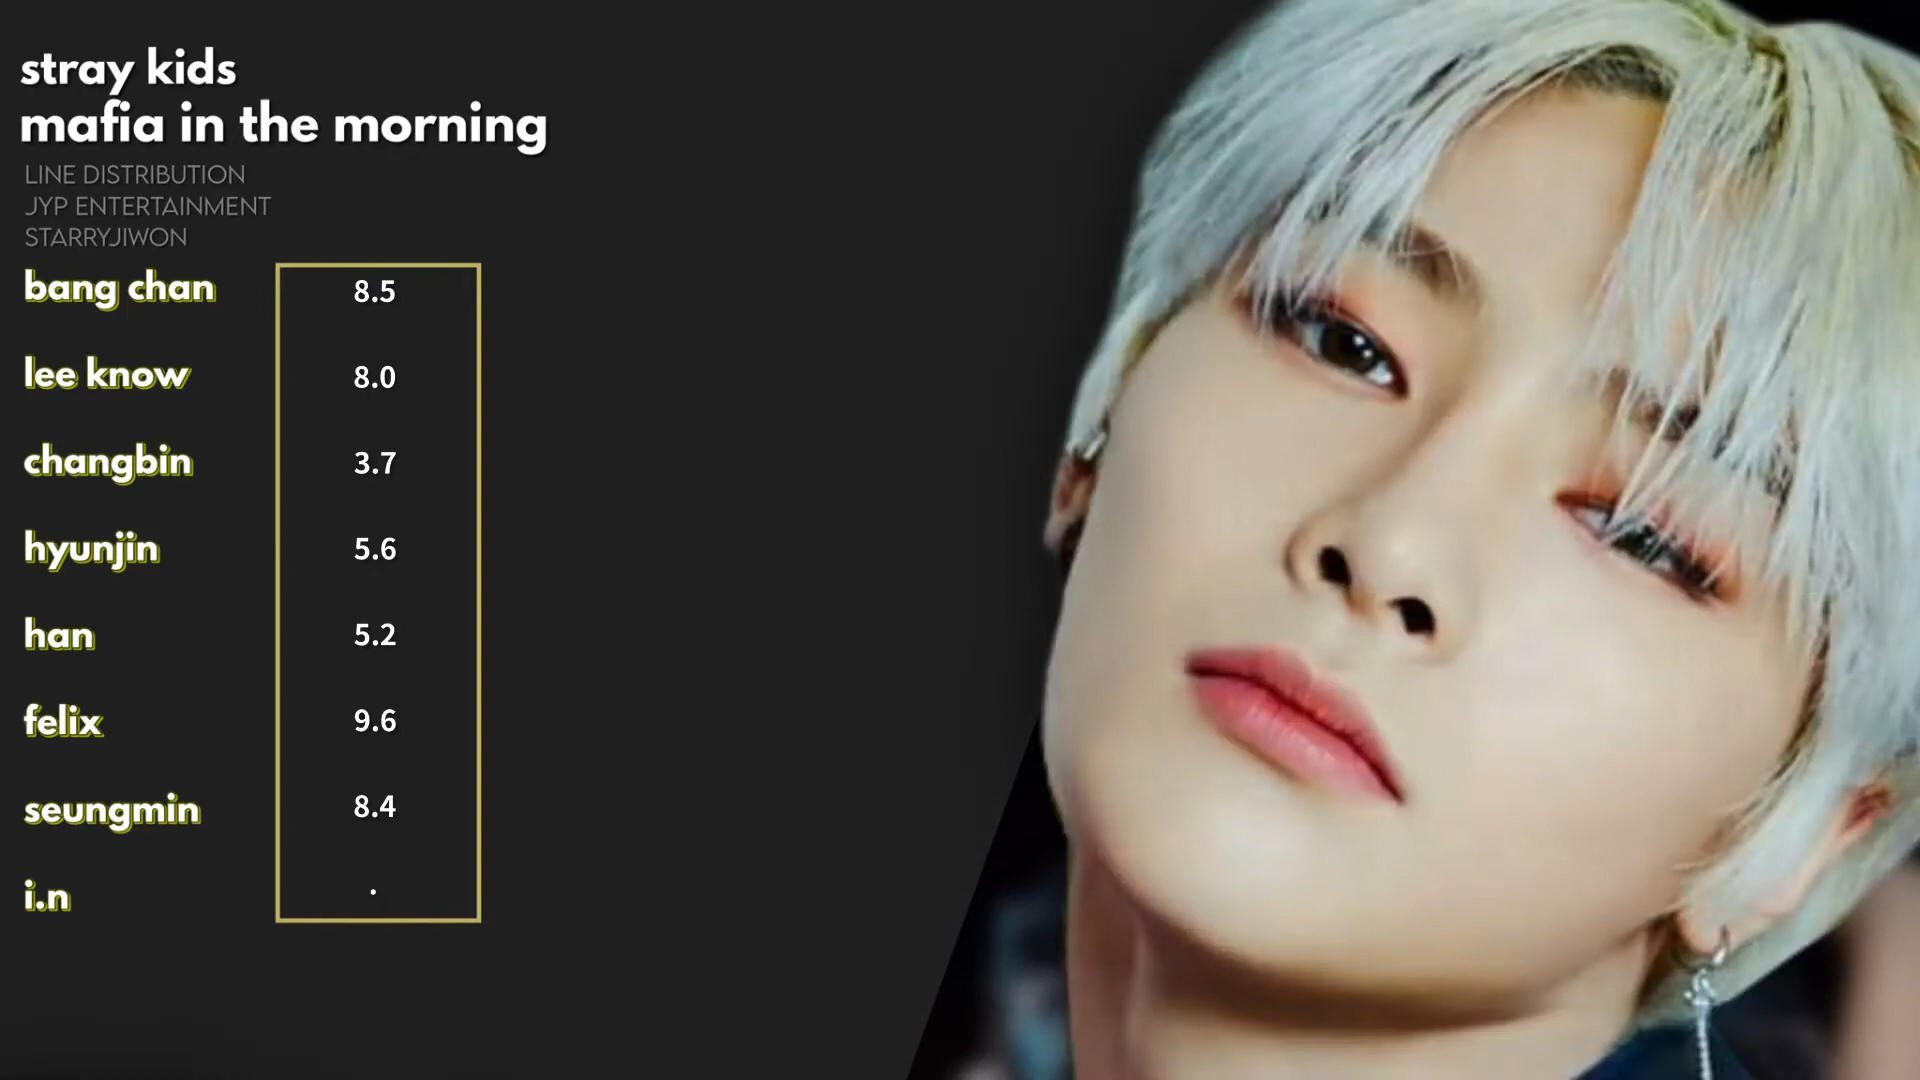 stray kids
mafia in the morning
LINE DISTRIBUTION
JYP ENTERTAINMENT
STARRYJIWON
bang chan 8.5
lee know 8.0
changbin 3.7
hyunjin 5.6
han 5.2
felix 9.6
seungmin 8.4
i.n .